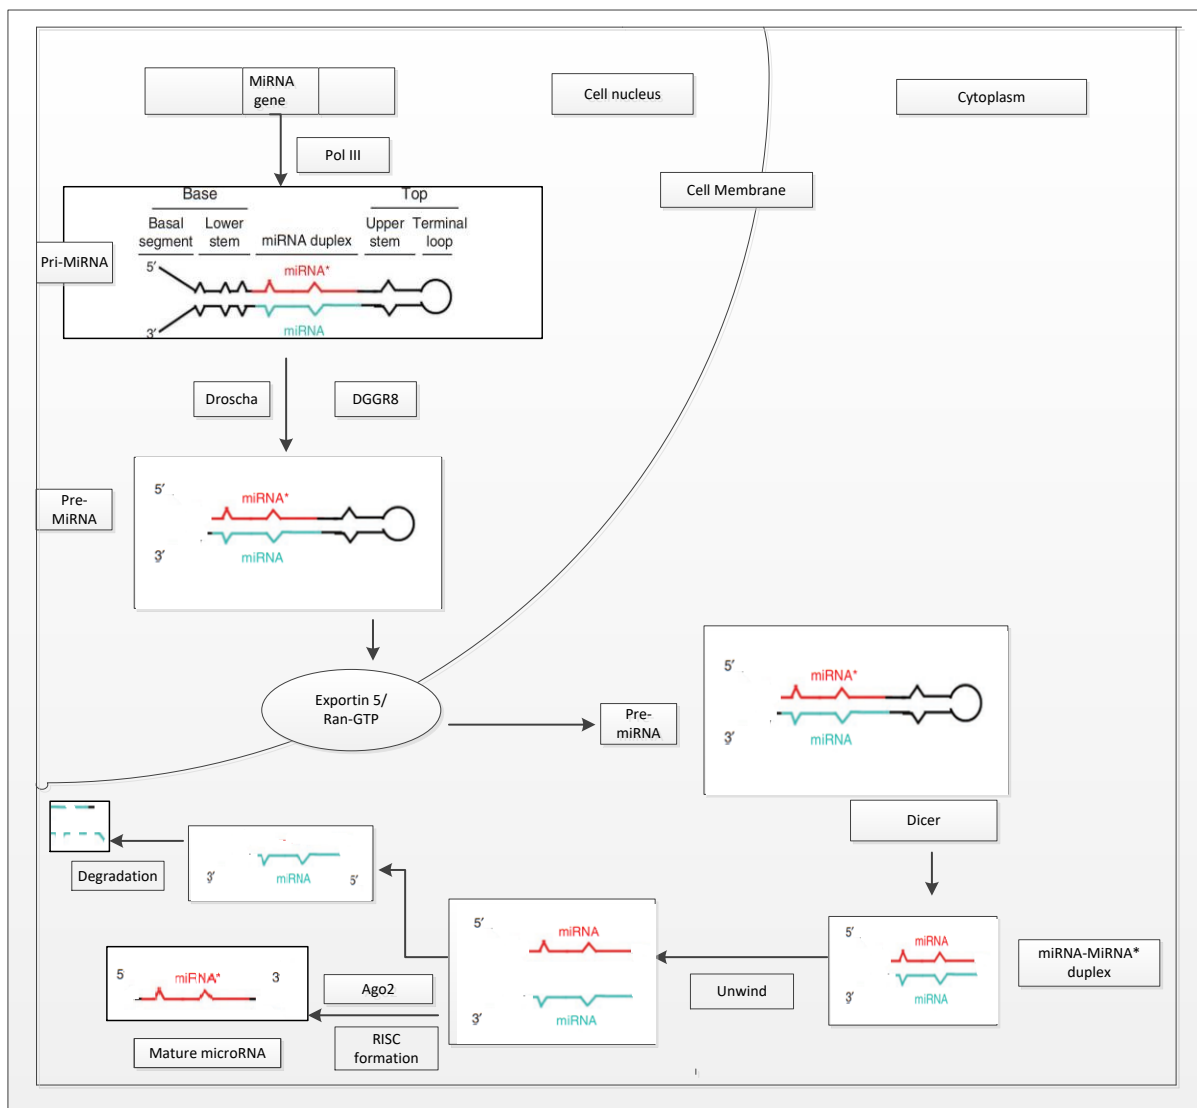 MiRNA
gene
Cell nucleus
Cytoplasm
Pol III
Cell Membrane
Base
Top
Basal
segment
Lower
stem
miRNA duplex
Upper
stem
Terminal
loop
Pri-MiRNA
5′
miRNA*
3′
miRNA
Droscha
DGGR8
Pre-
MiRNA
5′
miRNA*
3′
miRNA
Exportin 5/
Ran-GTP
Pre-
miRNA
5′
miRNA*
3′
miRNA
Dicer
Degradation
3′
miRNA
5′
5′
miRNA
3′
miRNA
Unwind
5′
miRNA
3′
miRNA
miRNA-MiRNA*
duplex
5
miRNA*
3
Mature microRNA
Ago2
RISC
formation